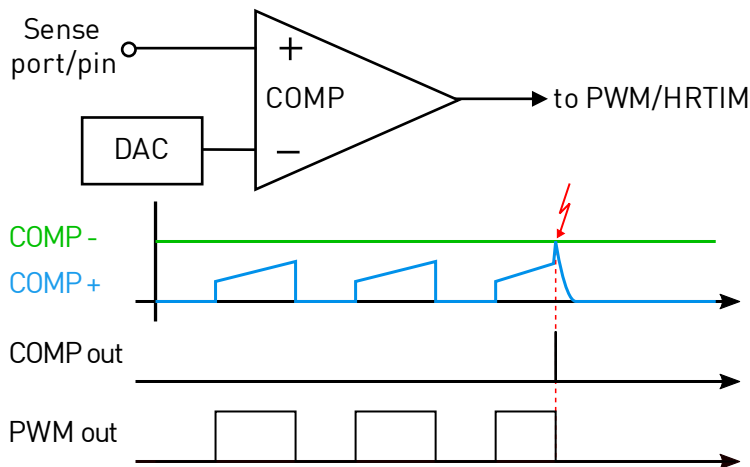 Sense
port/pin
+
COMP
to PWM/HRTIM
DAC
−
COMP -
COMP +
COMP out
PWM out